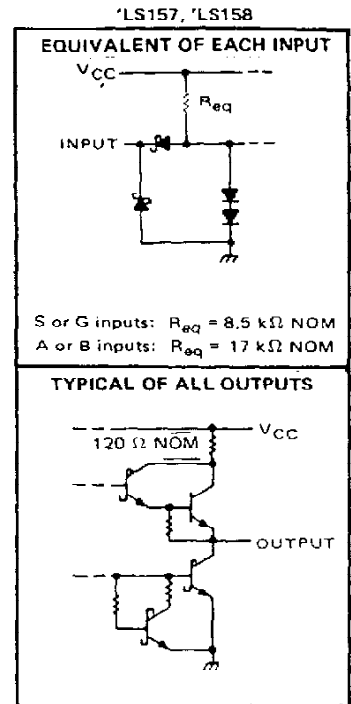 'LS157, 'LS158
EQUIVALENT OF EACH INPUT
VCC
Req
INPUT
S or G inputs: Req = 8.5 kΩ NOM
A or B inputs: Req = 17 kΩ NOM
TYPICAL OF ALL OUTPUTS
VCC
120 Ω NOM
OUTPUT